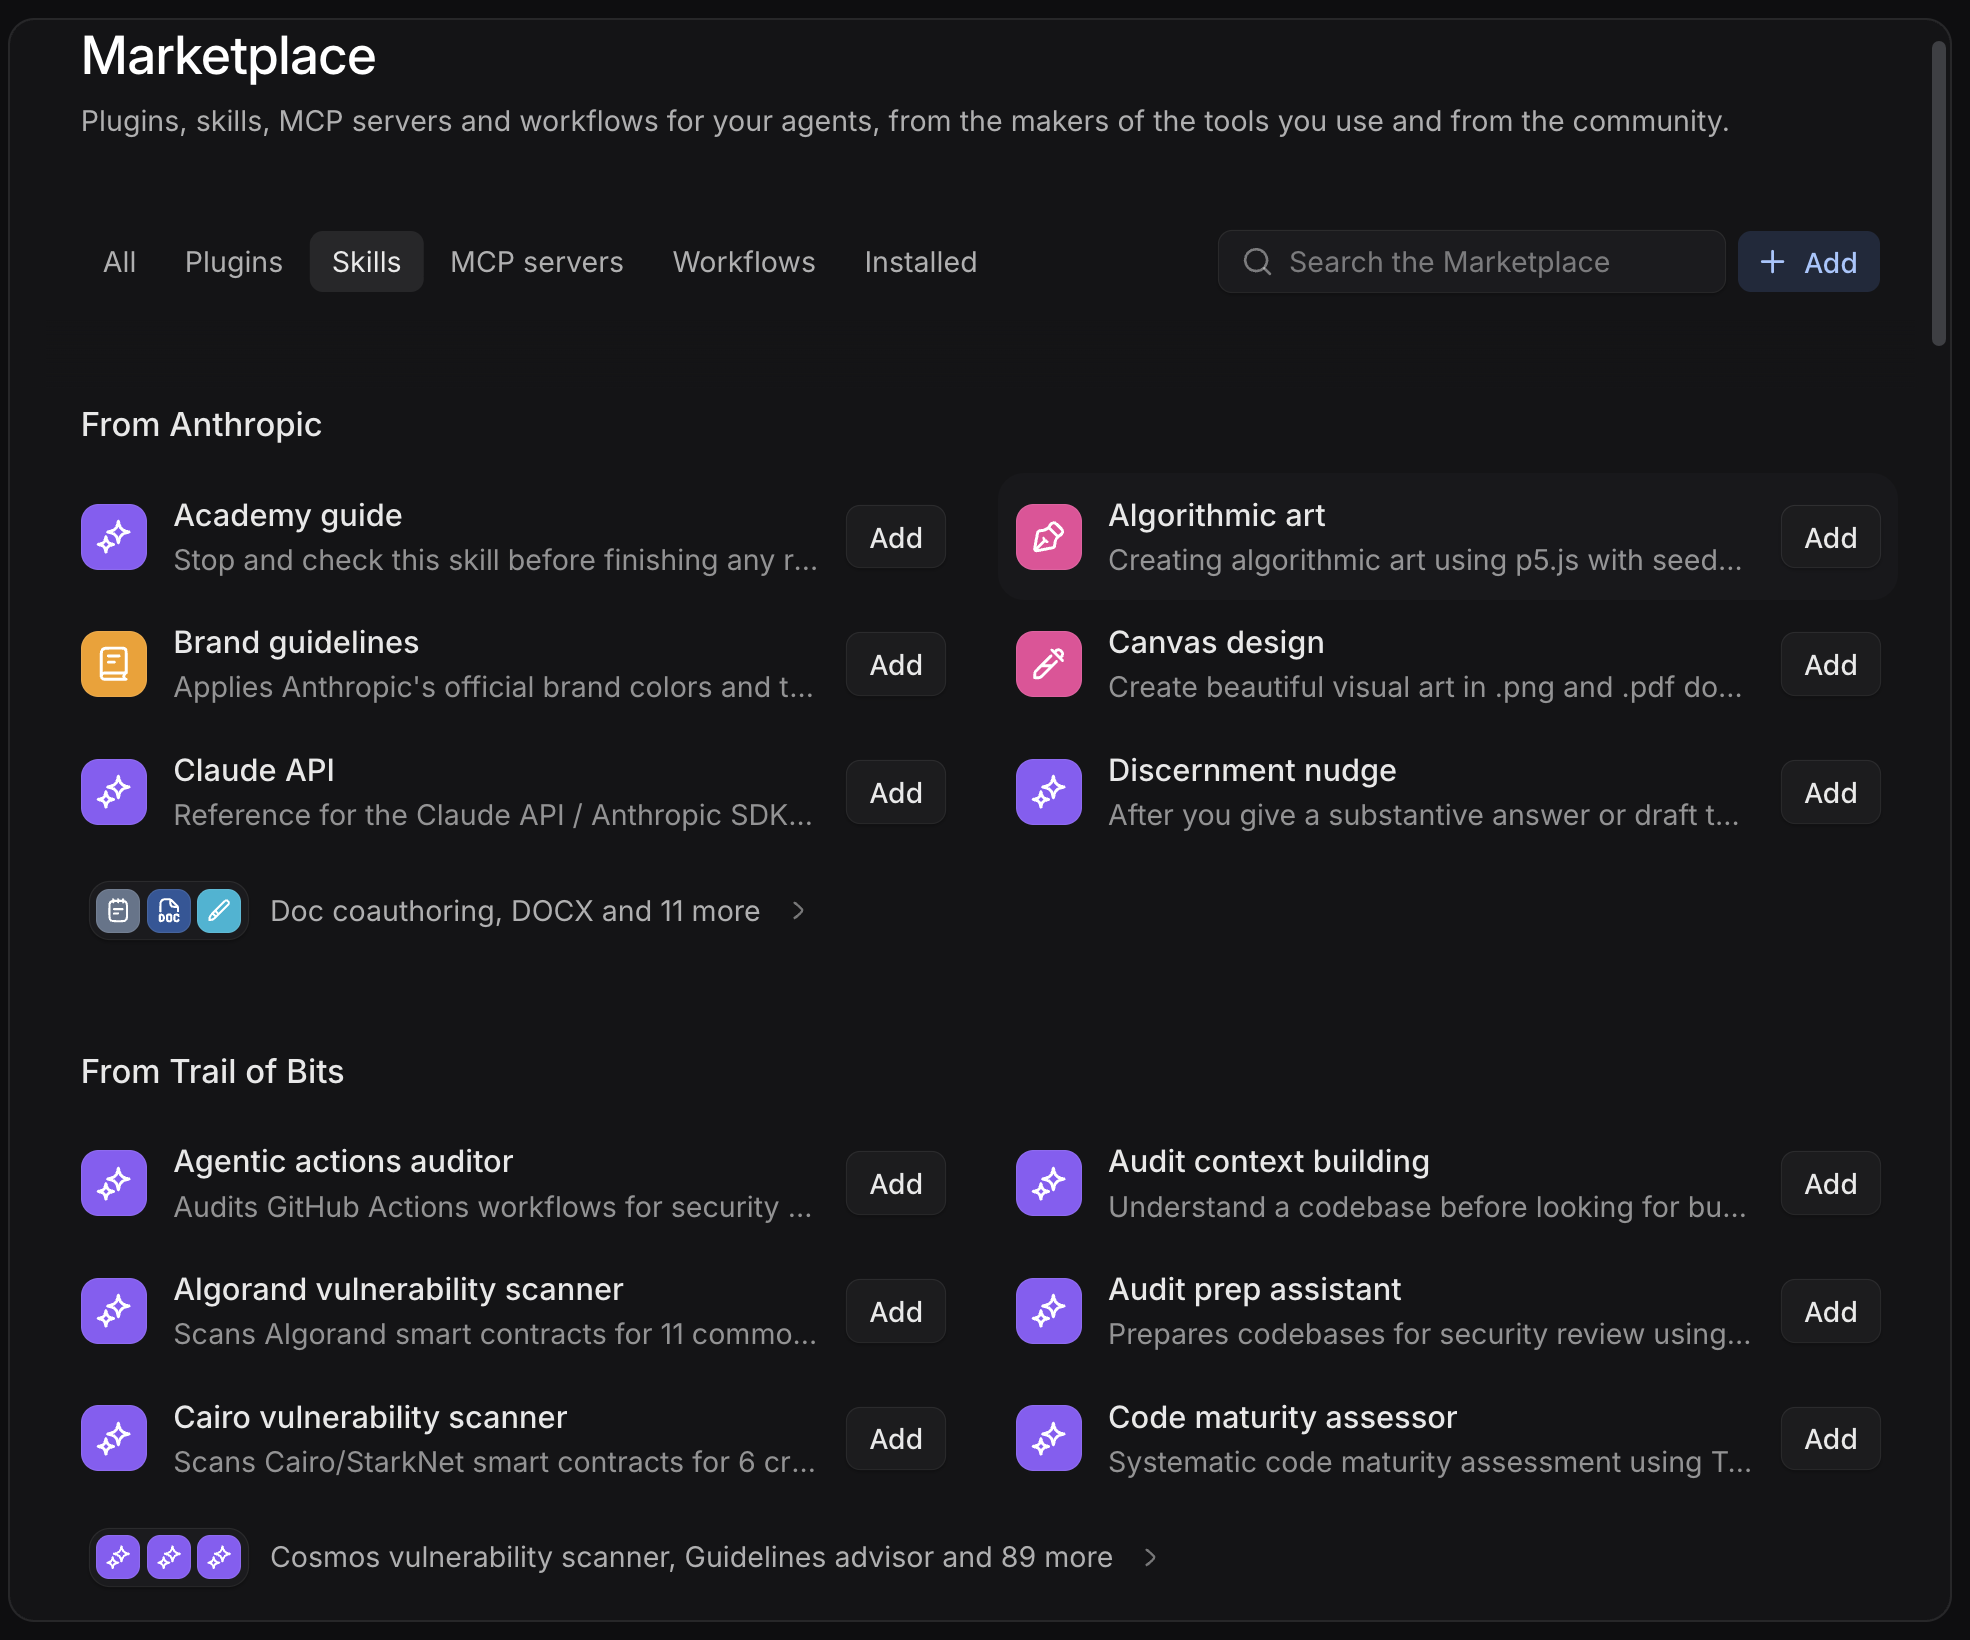 Marketplace
Plugins, skills, MCP servers and workflows for your agents, from the makers of the tools you use and from the community.
All
Plugins
Skills
MCP servers
Workflows
Installed
Search the Marketplace
+ Add
From Anthropic
Academy guide
Stop and check this skill before finishing any r...
Add
Algorithmic art
Creating algorithmic art using p5.js with seed...
Add
Brand guidelines
Applies Anthropic's official brand colors and t...
Add
Canvas design
Create beautiful visual art in .png and .pdf do...
Add
Claude API
Reference for the Claude API / Anthropic SDK...
Add
Discernment nudge
After you give a substantive answer or draft t...
Add
DOC
Doc coauthoring, DOCX and 11 more
From Trail of Bits
Agentic actions auditor
Audits GitHub Actions workflows for security ...
Add
Audit context building
Understand a codebase before looking for bu...
Add
Algorand vulnerability scanner
Scans Algorand smart contracts for 11 commo...
Add
Audit prep assistant
Prepares codebases for security review using...
Add
Cairo vulnerability scanner
Scans Cairo/StarkNet smart contracts for 6 cr...
Add
Code maturity assessor
Systematic code maturity assessment using T...
Add
Cosmos vulnerability scanner, Guidelines advisor and 89 more